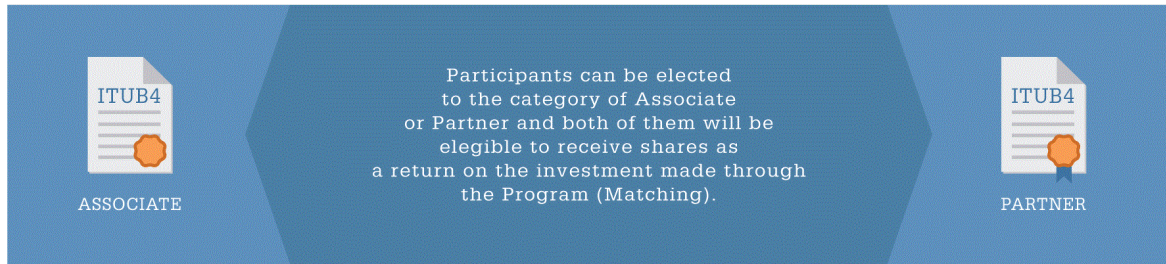 ITUB4
ASSOCIATE
Participants can be elected
to the category of Associate
or Partner and both of them will be
elegible to receive shares as
a return on the investment made through
the Program (Matching).
ITUB4
PARTNER